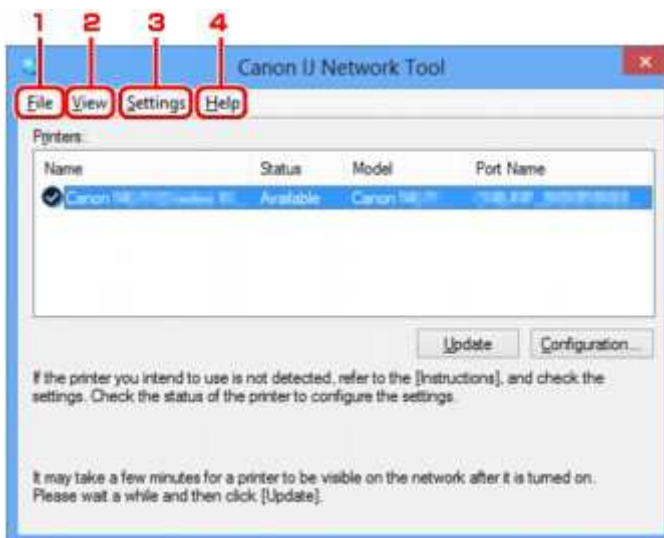 1 2 3 4
Canon IJ Network Tool
File View Settings Help
Printers:
Name Status Model Port Name
Canon Available Canon
Update Configuration...
If the printer you intend to use is not detected, refer to the [Instructions], and check the
settings. Check the status of the printer to configure the settings.
It may take a few minutes for a printer to be visible on the network after it is turned on.
Please wait a while and then click [Update].